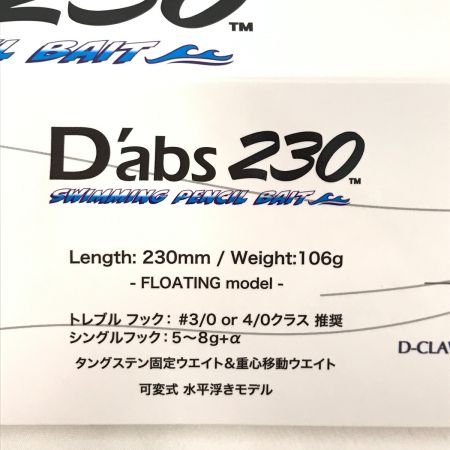 230™
BAIT
D'abs 230™
SWIMMING PENCIL BAIT
Length: 230mm / Weight:106g
- FLOATING model -
トレブル フック: #3/0 or 4/0クラス 推奨
シングルフック: 5〜8g+α
D-CLAW
タングステン固定ウエイト&重心移動ウエイト
可変式 水平浮きモデル